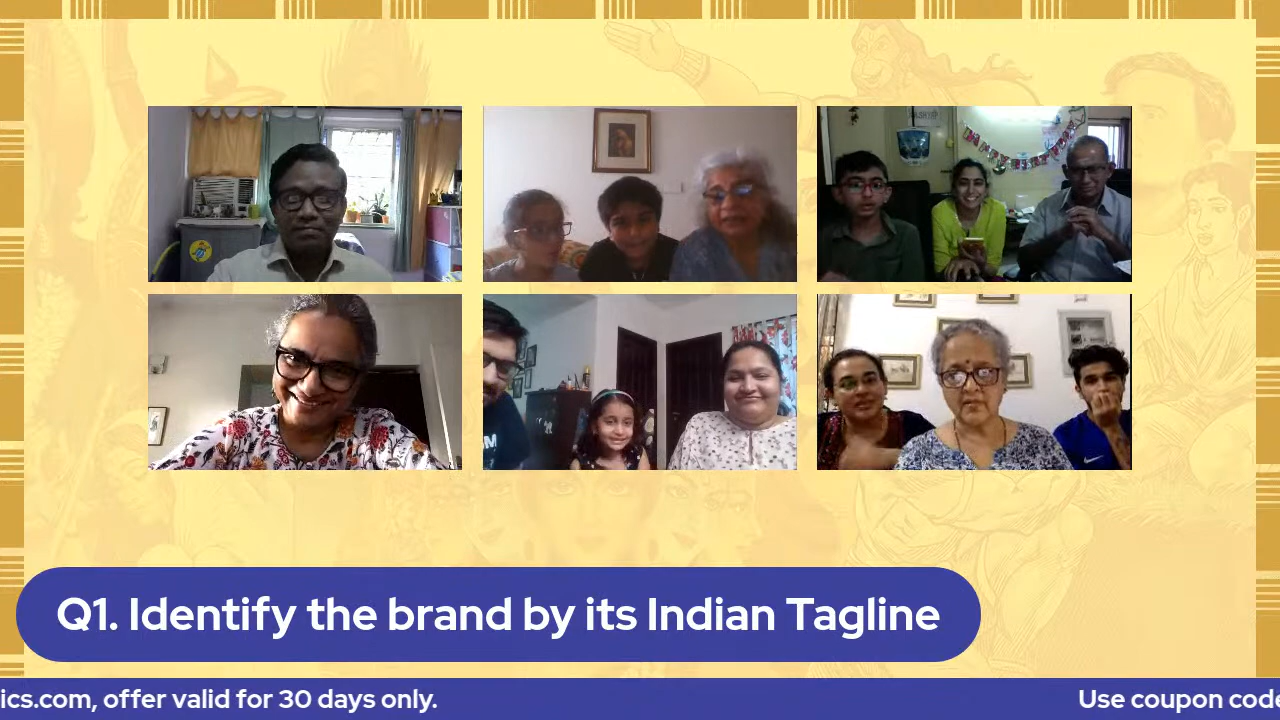 Q1. Identify the brand by its Indian Tagline
ics.com, offer valid for 30 days only.
Use coupon code